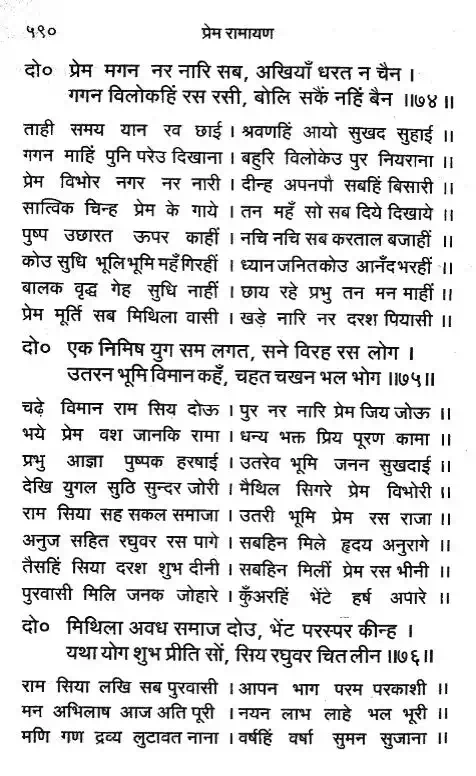 ५९०
प्रेम रामायण
दो० प्रेम मगन नर नारि सब, अखियाँ धरत न चैन ।
गगन विलोकहिं रस रसी, बोलि सकैं नहिं बैन ॥७४॥
ताही समय यान रव छाई । श्रवणहिं आयो सुखद सुहाई ॥
गगन माहिं पुनि परेउ दिखाना । बहुरि विलोकेउ पुर नियराना ॥
प्रेम विभोर नगर नर नारी । दीन्ह अपनपौ सबहिं बिसारी ॥
सात्विक चिन्ह प्रेम के गाये । तन महँ सो सब दिये दिखाये ॥
पुष्प उछारत ऊपर काहीं । नचि नचि सब करताल बजाहीं ॥
कोउ सुधि भूलि भूमि महँ गिरहीं । ध्यान जनित कोउ आनँद भरहीं ॥
बालक वृद्ध गेह सुधि नाहीं । छाय रहे प्रभु तन मन माहीं ॥
प्रेम मूर्ति सब मिथिला वासी । खड़े नारि नर दरश पियासी ॥
दो० एक निमिष युग सम लगत, सने विरह रस लोग ।
उतरन भूमि विमान कहँ, चहत चखन भल भोग ॥७५॥
चढ़े विमान राम सिय दोऊ । पुर नर नारि प्रेम जिय जोऊ ॥
भये प्रेम वश जानकि रामा । धन्य भक्त प्रिय पूरण कामा ॥
प्रभु आज्ञा पुष्पक हरषाई । उतरेव भूमि जनन सुखदाई ॥
देखि युगल सुठि सुन्दर जोरी । मैथिल सिगरे प्रेम विभोरी ॥
राम सिया सह सकल समाजा । उतरी भूमि प्रेम रस राजा ॥
अनुज सहित रघुवर रस पागे । सबहिन मिले हृदय अनुरागे ॥
तैसहिं सिया दरश शुभ दीनी । सबहिन मिलीं प्रेम रस भीनी ॥
पुरवासी मिलि जनक जोहारे । कुँअरहिं भेंटे हर्ष अपारे ॥
दो० मिथिला अवध समाज दोउ, भेंट परस्पर कीन्ह ।
यथा योग शुभ प्रीति सों, सिय रघुवर चित लीन ॥७६॥
राम सिया लखि सब पुरवासी । आपन भाग परम परकाशी ॥
मन अभिलाष आज अति पूरी । नयन लाभ लाहे भल भूरी ॥
मणि गण द्रव्य लुटावत नाना । वर्षहिं वर्षा सुमन सुजाना ॥